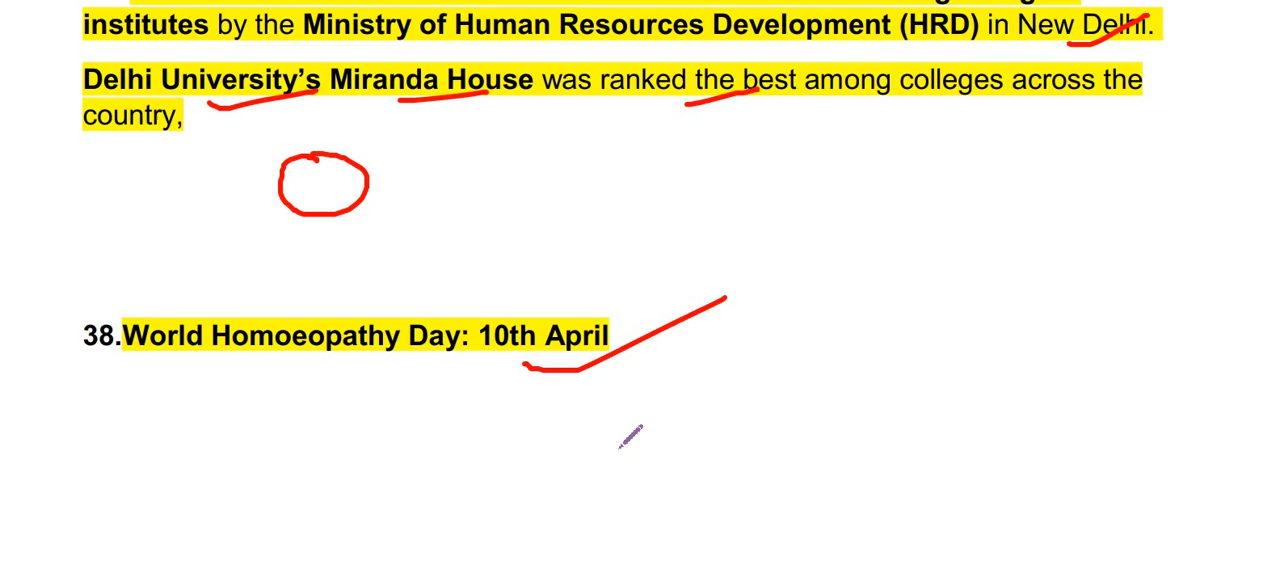 institutes by the Ministry of Human Resources Development (HRD) in New Delhi.
Delhi University’s Miranda House was ranked the best among colleges across the
country,
38.World Homoeopathy Day: 10th April